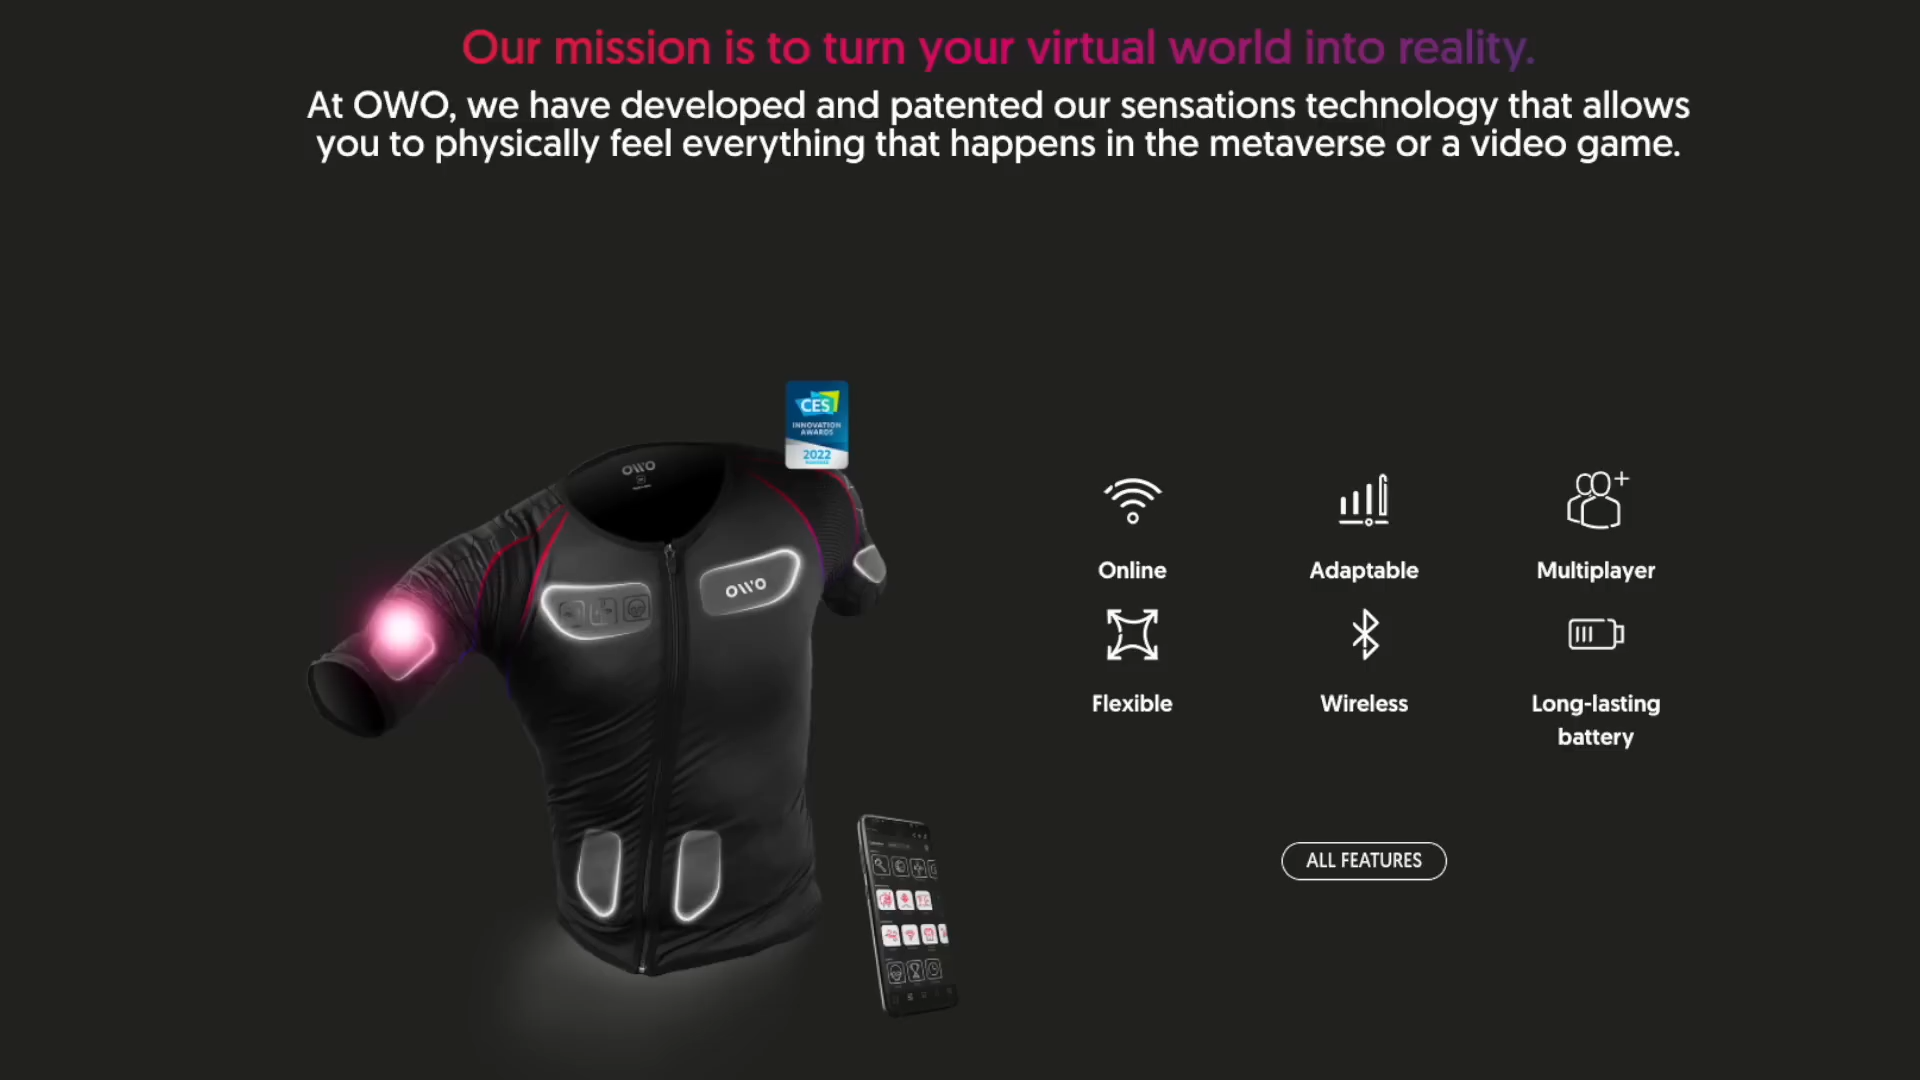 Our mission is to turn your virtual world into reality.
At OWO, we have developed and patented our sensations technology that allows
you to physically feel everything that happens in the metaverse or a video game.
CES
INNOVATION
AWARDS
2022
OWO
OWO
Online
Adaptable
Multiplayer
Flexible
Wireless
Long-lasting
battery
ALL FEATURES